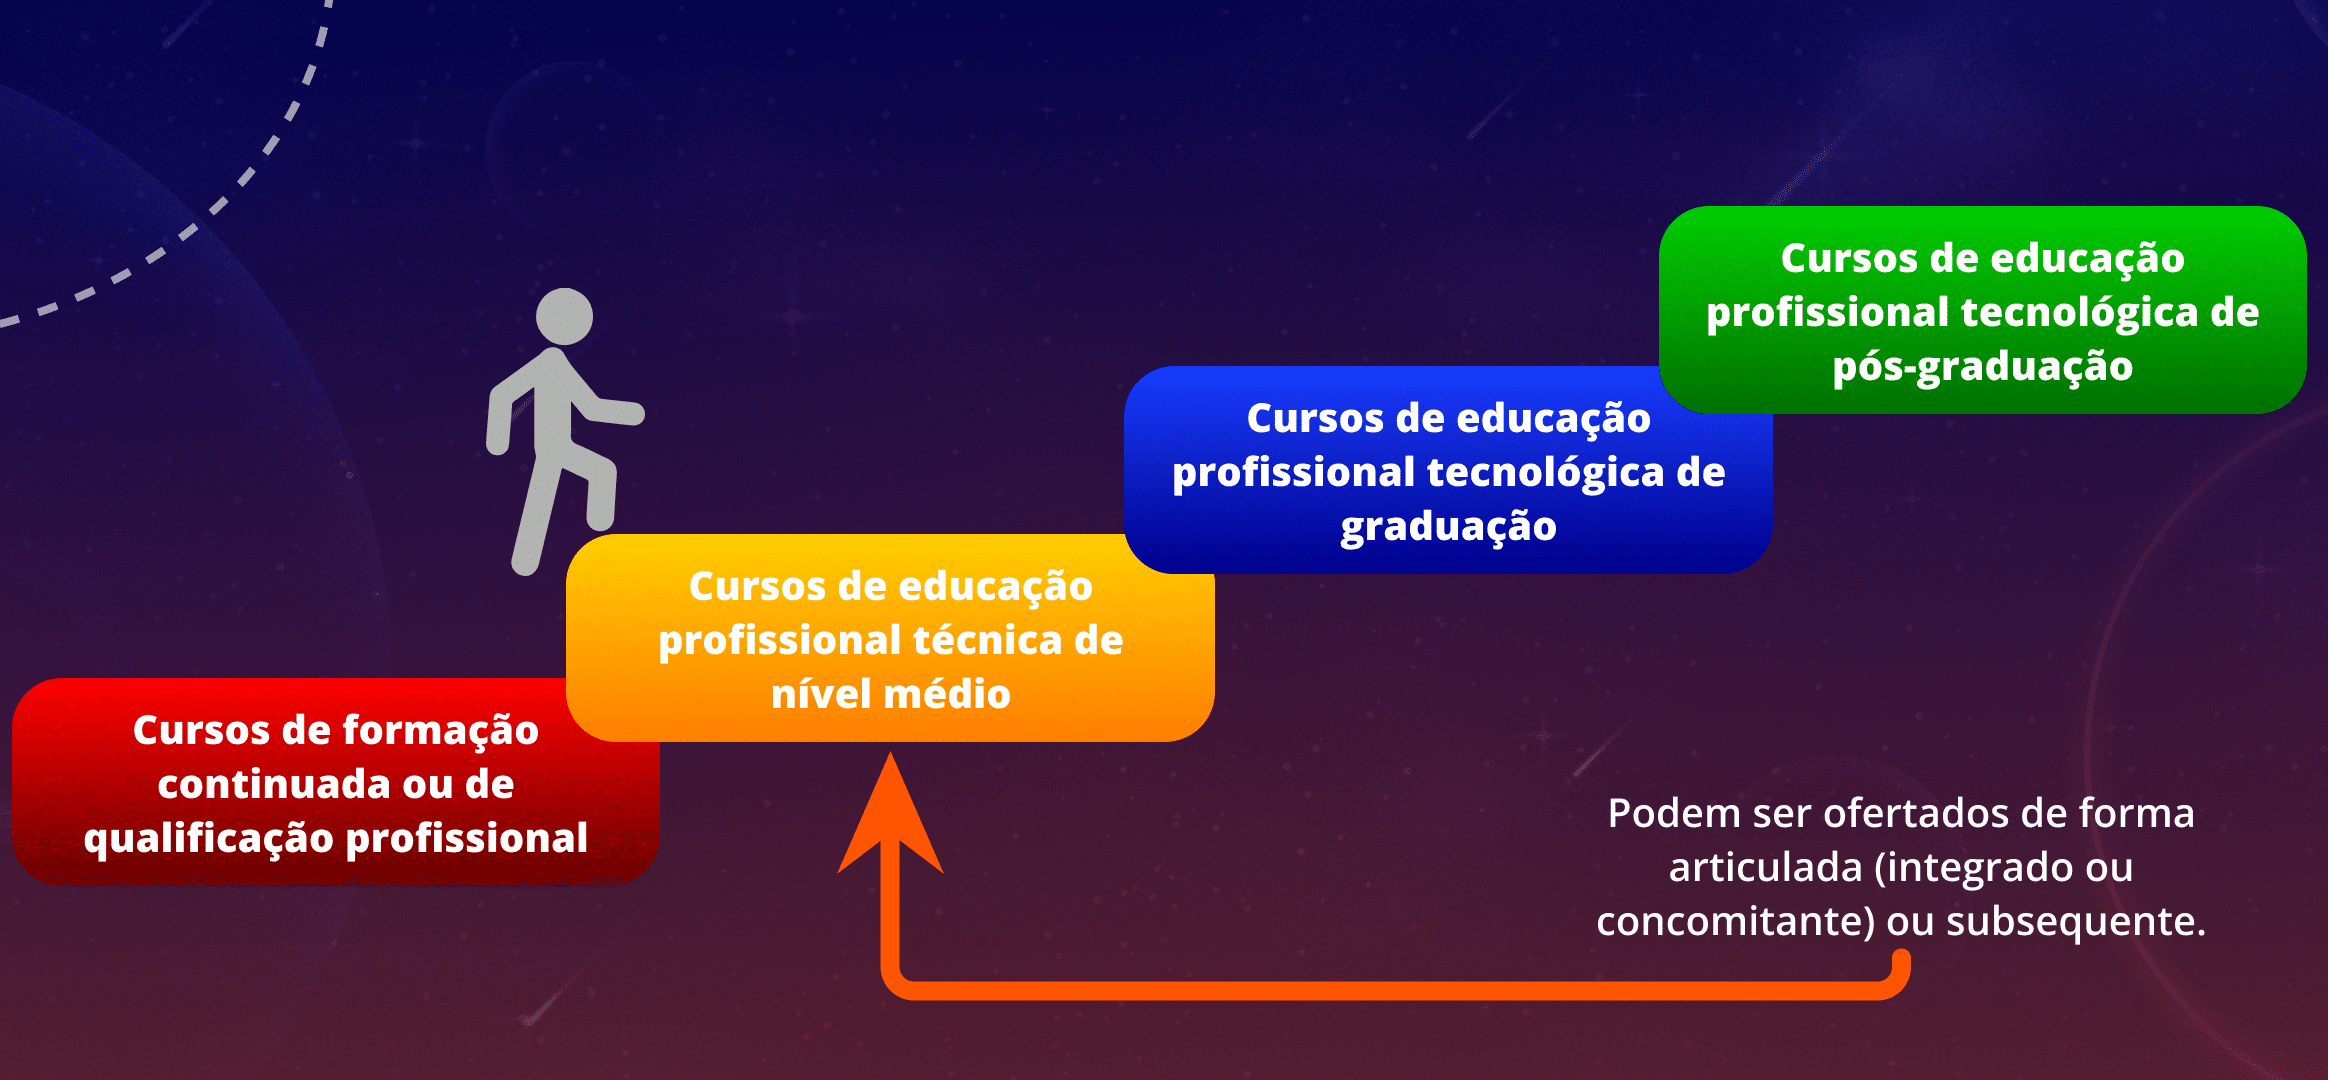 Cursos de educação
profissional tecnológica de
pós-graduação
Cursos de educação
profissional tecnológica de
graduação
Cursos de educação
profissional técnica de
nível médio
Cursos de formação
continuada ou de
qualificação profissional
Podem ser ofertados de forma
articulada (integrado ou
concomitante) ou subsequente.